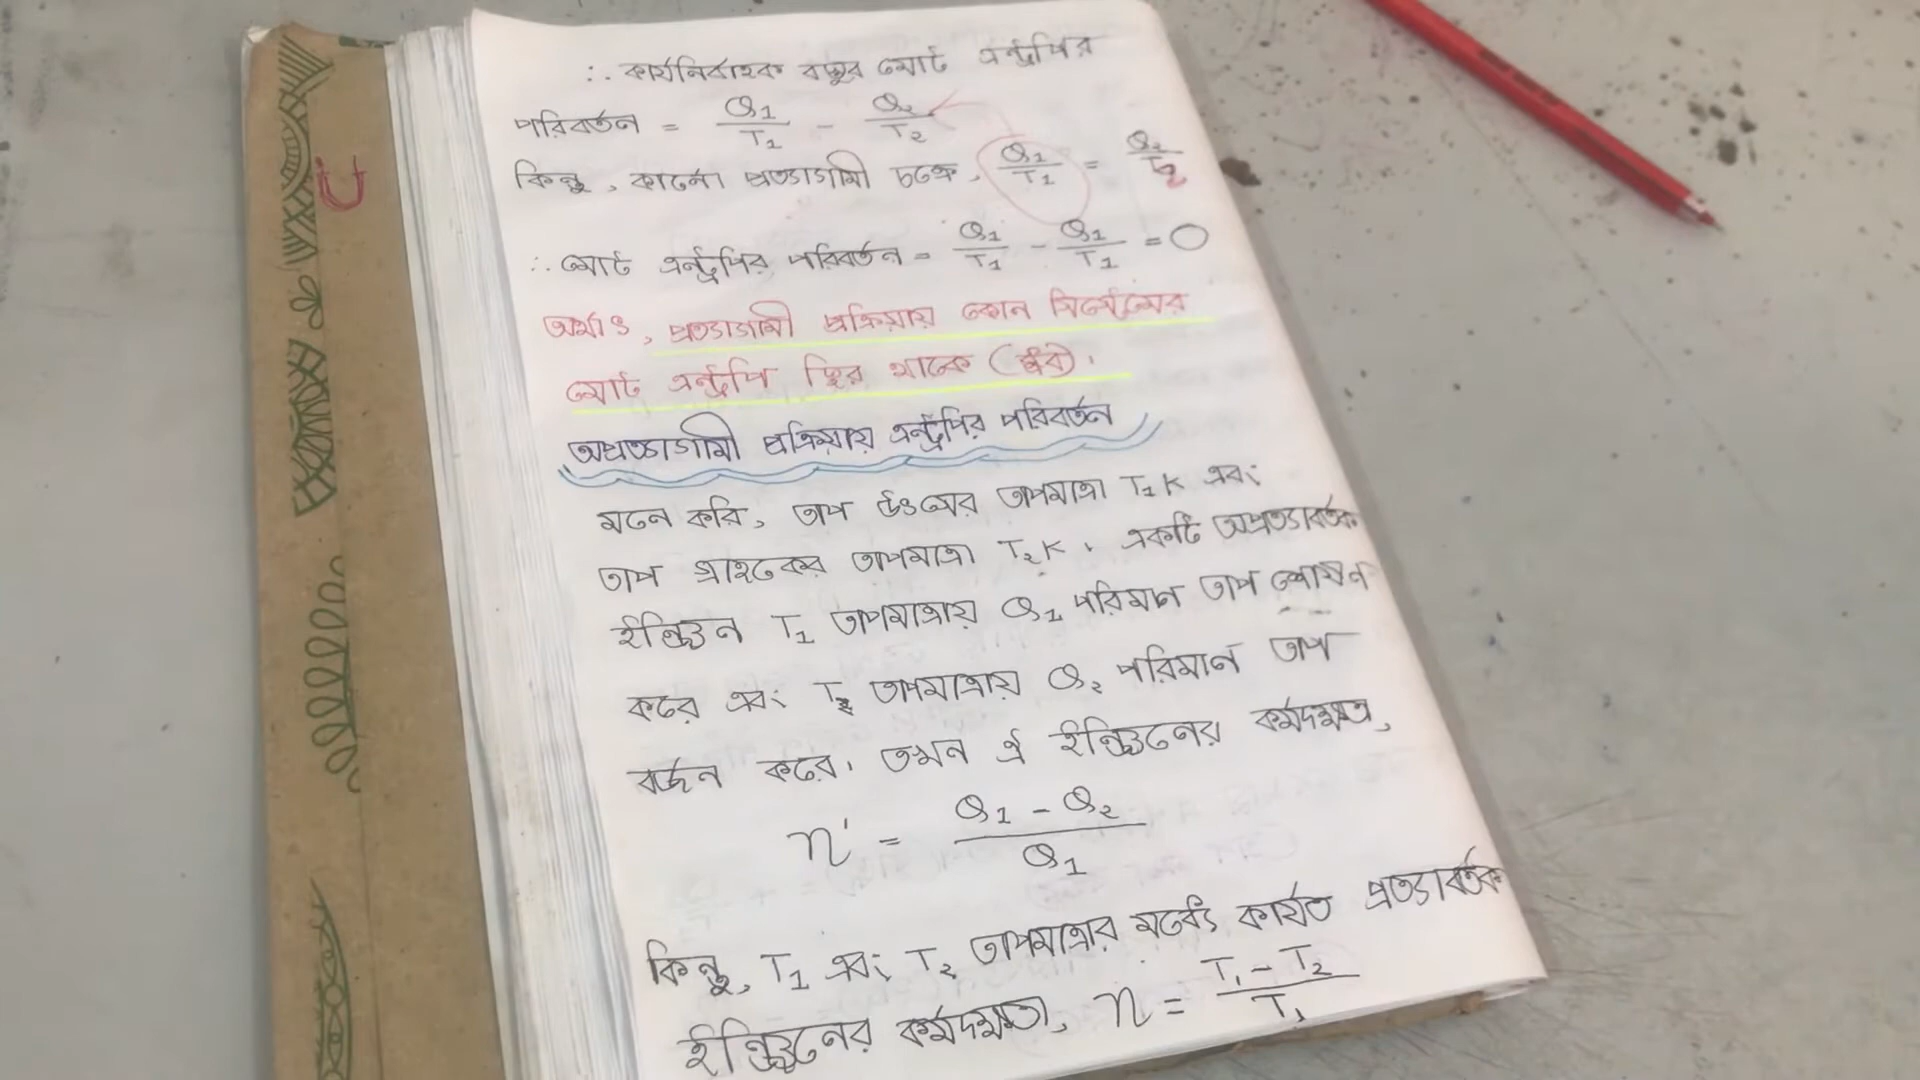 ∴ কার্যনির্বাহক বস্তুর মোট এন্ট্রপির
পরিবর্তন = Q₁/T₁ − Q₂/T₂
কিন্তু, কার্নো প্রত্যাগামী চক্রে, Q₁/T₁ = Q₂/T₂
∴ মোট এন্ট্রপির পরিবর্তন = Q₁/T₁ − Q₁/T₁ = 0
অর্থাৎ, প্রত্যাগামী প্রক্রিয়ায় কোন সিস্টেমের
মোট এন্ট্রপি স্থির থাকে (ধ্রুব)।
অপ্রত্যাগামী প্রক্রিয়ায় এন্ট্রপির পরিবর্তন
মনে করি, তাপ উৎসের তাপমাত্রা T₁K এবং
তাপ গ্রাহকের তাপমাত্রা T₂K। একটি অপ্রত্যাবর্তক
ইঞ্জিন T₁ তাপমাত্রায় Q₁ পরিমান তাপ শোষন
করে এবং T₂ তাপমাত্রায় Q₂ পরিমান তাপ
বর্জন করে। তখন ঐ ইঞ্জিনের কর্মদক্ষতা,
η' = (Q₁ − Q₂)/Q₁
কিন্তু, T₁ এবং T₂ তাপমাত্রার মধ্যে কার্যত প্রত্যাবর্তক
ইঞ্জিনের কর্মদক্ষতা, η = (T₁ − T₂)/T₁